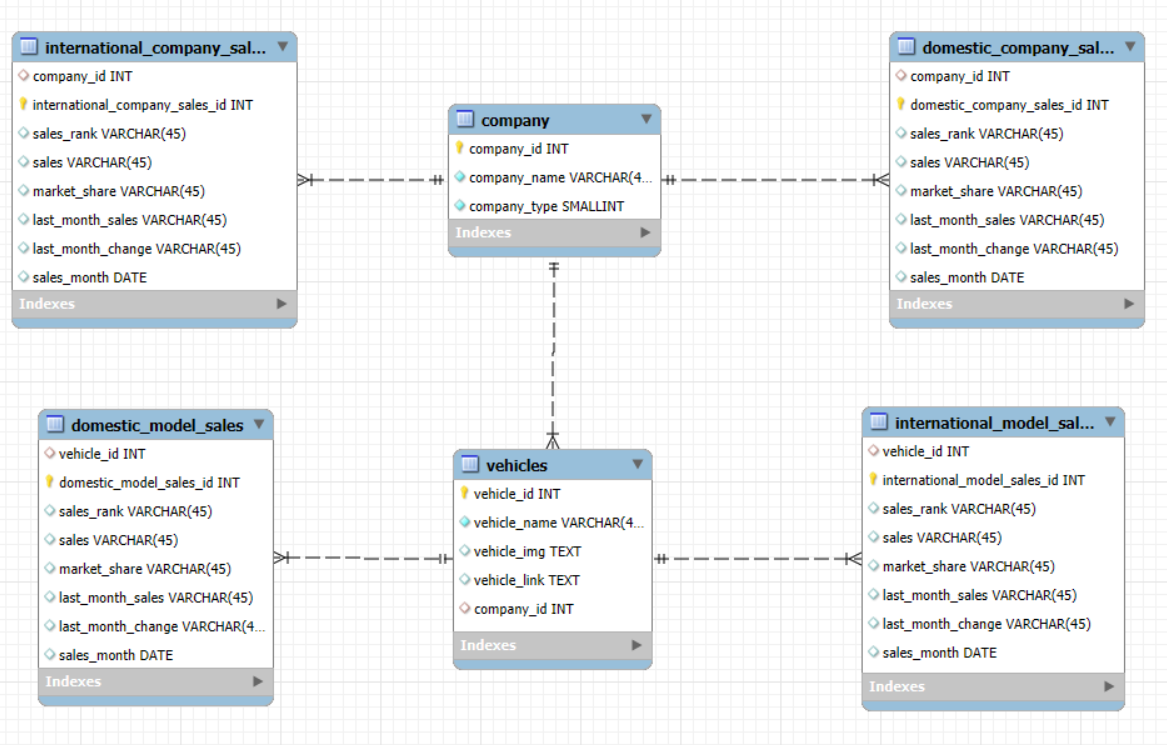 international_company_sal...
company_id INT
international_company_sales_id INT
sales_rank VARCHAR(45)
sales VARCHAR(45)
market_share VARCHAR(45)
last_month_sales VARCHAR(45)
last_month_change VARCHAR(45)
sales_month DATE
Indexes
company
company_id INT
company_name VARCHAR(4...
company_type SMALLINT
Indexes
domestic_company_sal...
company_id INT
domestic_company_sales_id INT
sales_rank VARCHAR(45)
sales VARCHAR(45)
market_share VARCHAR(45)
last_month_sales VARCHAR(45)
last_month_change VARCHAR(45)
sales_month DATE
Indexes
domestic_model_sales
vehicle_id INT
domestic_model_sales_id INT
sales_rank VARCHAR(45)
sales VARCHAR(45)
market_share VARCHAR(45)
last_month_sales VARCHAR(45)
last_month_change VARCHAR(4...
sales_month DATE
Indexes
vehicles
vehicle_id INT
vehicle_name VARCHAR(4...
vehicle_img TEXT
vehicle_link TEXT
company_id INT
Indexes
international_model_sal...
vehicle_id INT
international_model_sales_id INT
sales_rank VARCHAR(45)
sales VARCHAR(45)
market_share VARCHAR(45)
last_month_sales VARCHAR(45)
last_month_change VARCHAR(45)
sales_month DATE
Indexes